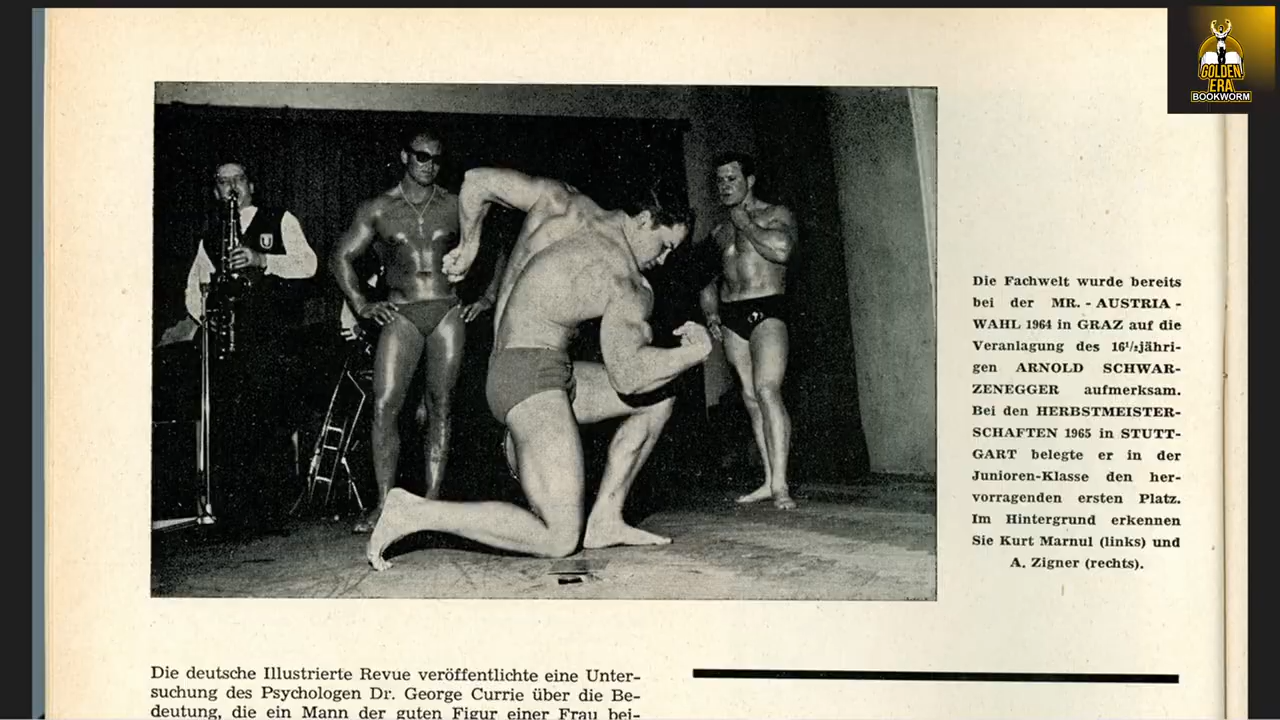 GOLDEN
ERA
BOOKWORM
Die Fachwelt wurde bereits
bei der MR. - AUSTRIA -
WAHL 1964 in GRAZ auf die
Veranlagung des 16¹/₂jähri-
gen ARNOLD SCHWAR-
ZENEGGER aufmerksam.
Bei den HERBSTMEISTER-
SCHAFTEN 1965 in STUTT-
GART belegte er in der
Junioren-Klasse den her-
vorragenden ersten Platz.
Im Hintergrund erkennen
Sie Kurt Marnul (links) und
A. Zigner (rechts).
Die deutsche Illustrierte Revue veröffentlichte eine Unter-
suchung des Psychologen Dr. George Currie über die Be-
deutung, die ein Mann der guten Figur einer Frau bei-